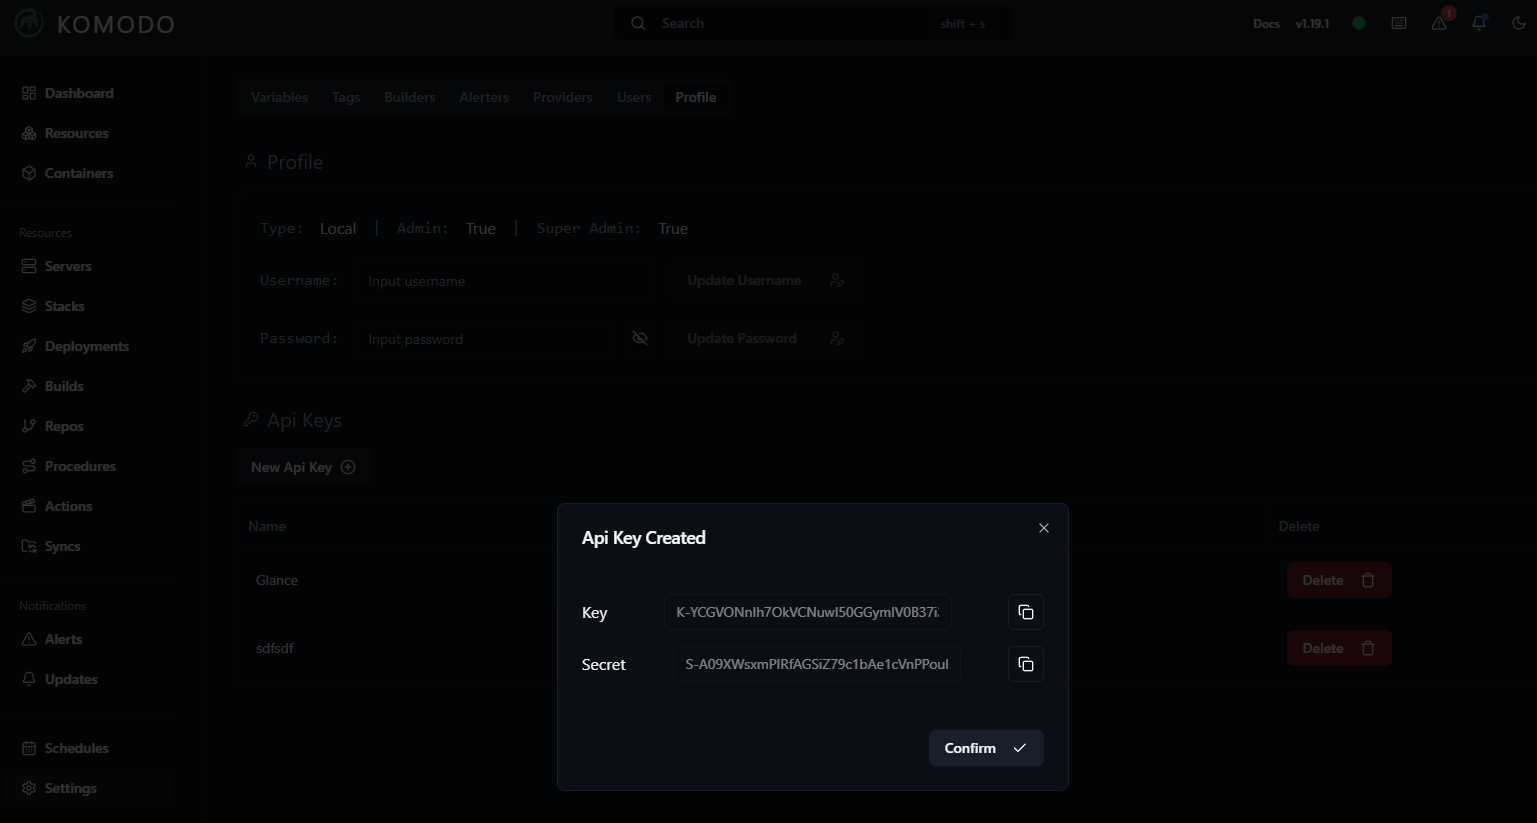 KOMODO
Search
shift + s
Docs
v1.19.1
1
Dashboard
Resources
Containers
Resources
Servers
Stacks
Deployments
Builds
Repos
Procedures
Actions
Syncs
Notifications
Alerts
Updates
Schedules
Settings
Variables Tags Builders Alerters Providers Users Profile
Profile
Type: Local | Admin: True | Super Admin: True
Username: Input username Update Username
Password: Input password Update Password
Api Keys
New Api Key
Name Delete
Glance Delete
sdfsdf Delete
Api Key Created
Key
Secret
Confirm